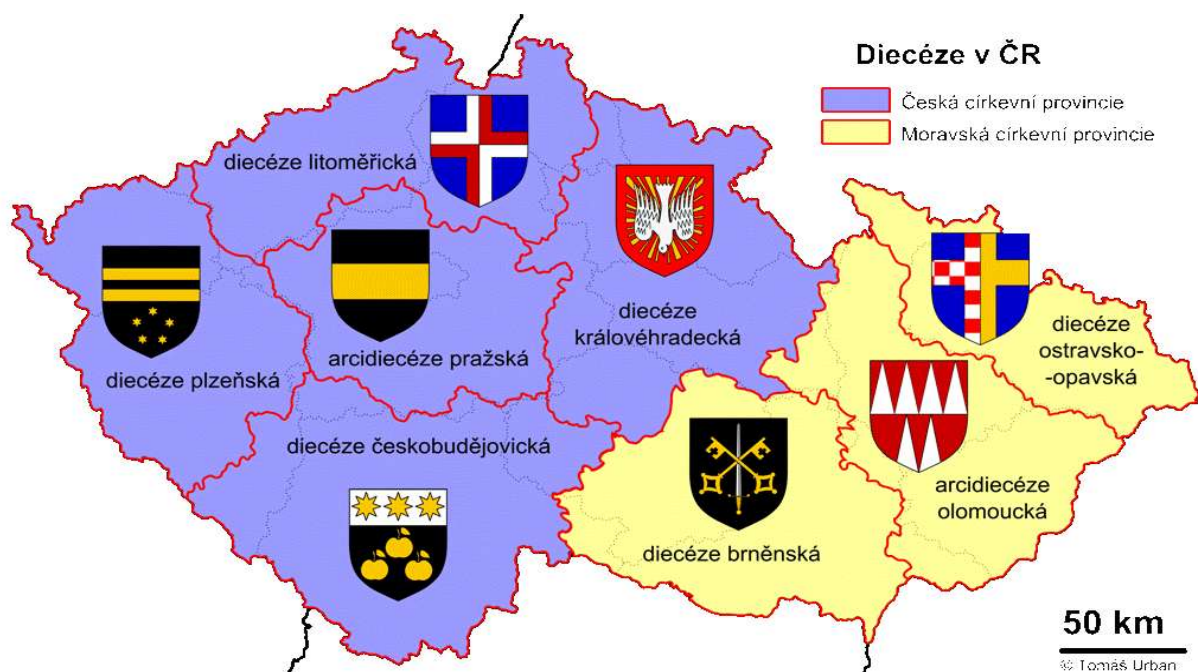 Diecéze v ČR
Česká církevní provincie
Moravská církevní provincie
diecéze litoměřická
diecéze plzeňská
arcidiecéze pražská
diecéze
královéhradecká
diecéze
ostravsko-
-opavská
diecéze českobudějovická
arcidiecéze
olomoucká
diecéze brněnská
50 km
© Tomáš Urban